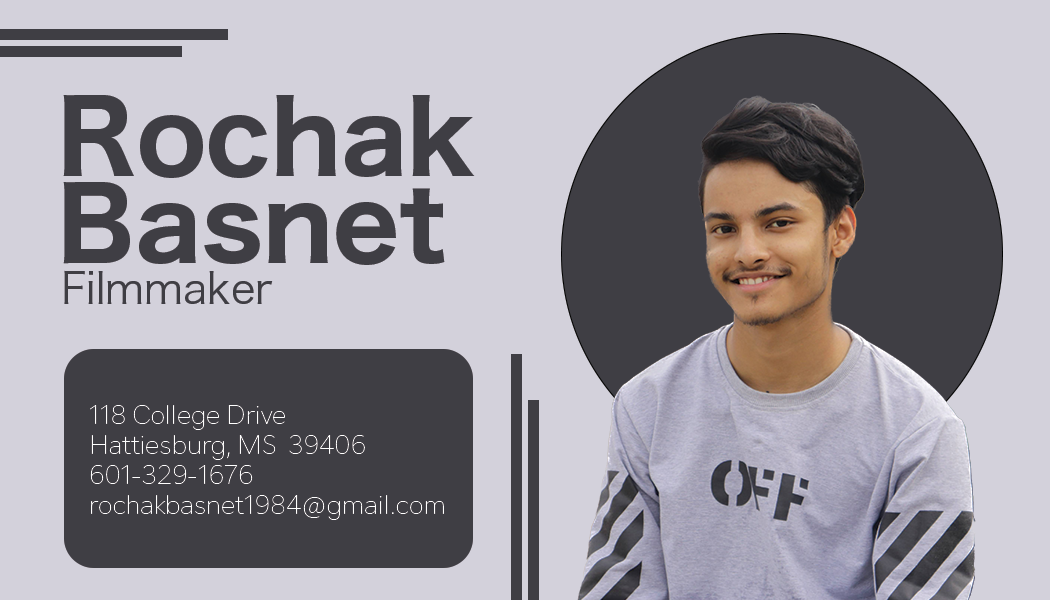 Rochak
Basnet
Filmmaker
118 College Drive
Hattiesburg, MS  39406
601-329-1676
rochakbasnet1984@gmail.com
OFF